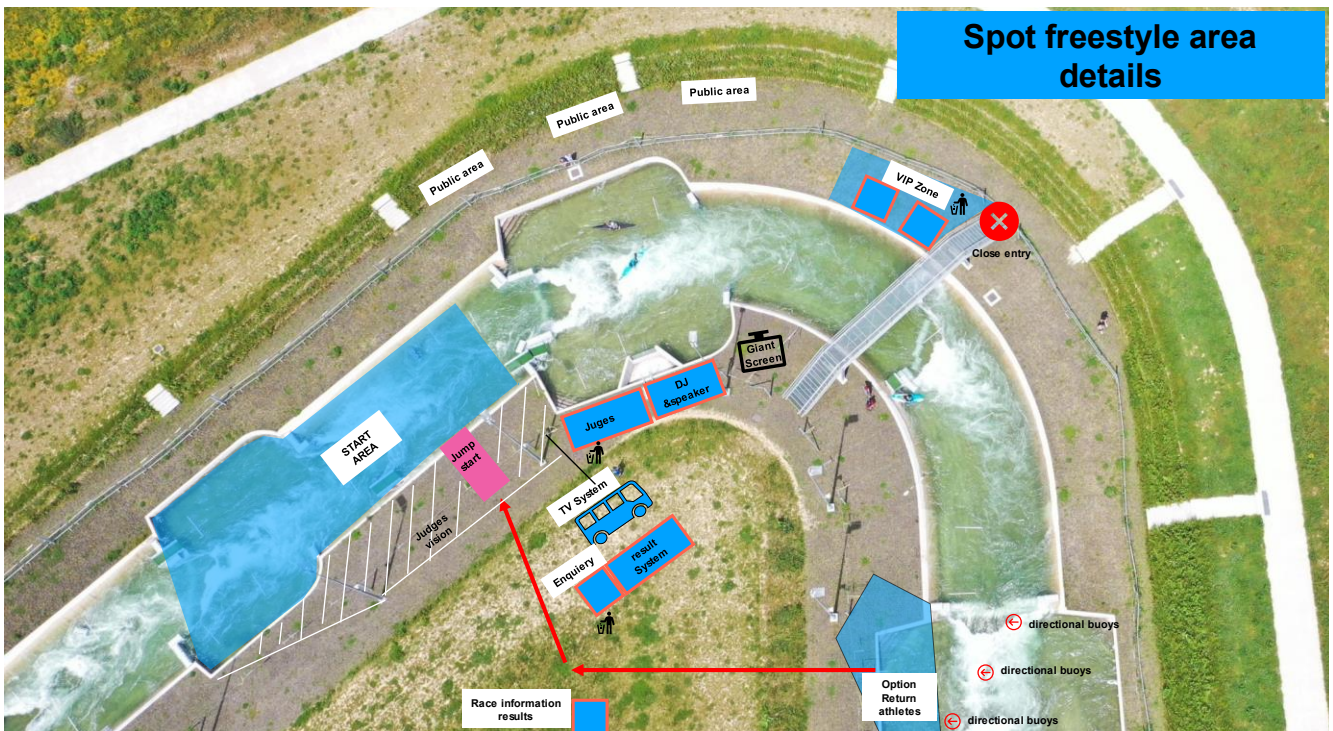 Spot freestyle area
details
Public area
Public area
Public area
VIP Zone
Close entry
Giant
Screen
DJ
&speaker
Juges
START
AREA
Jump
start
TV System
Judges
vision
result
System
Enquiery
directional buoys
directional buoys
Option
Return
athletes
Race information
results
directional buoys